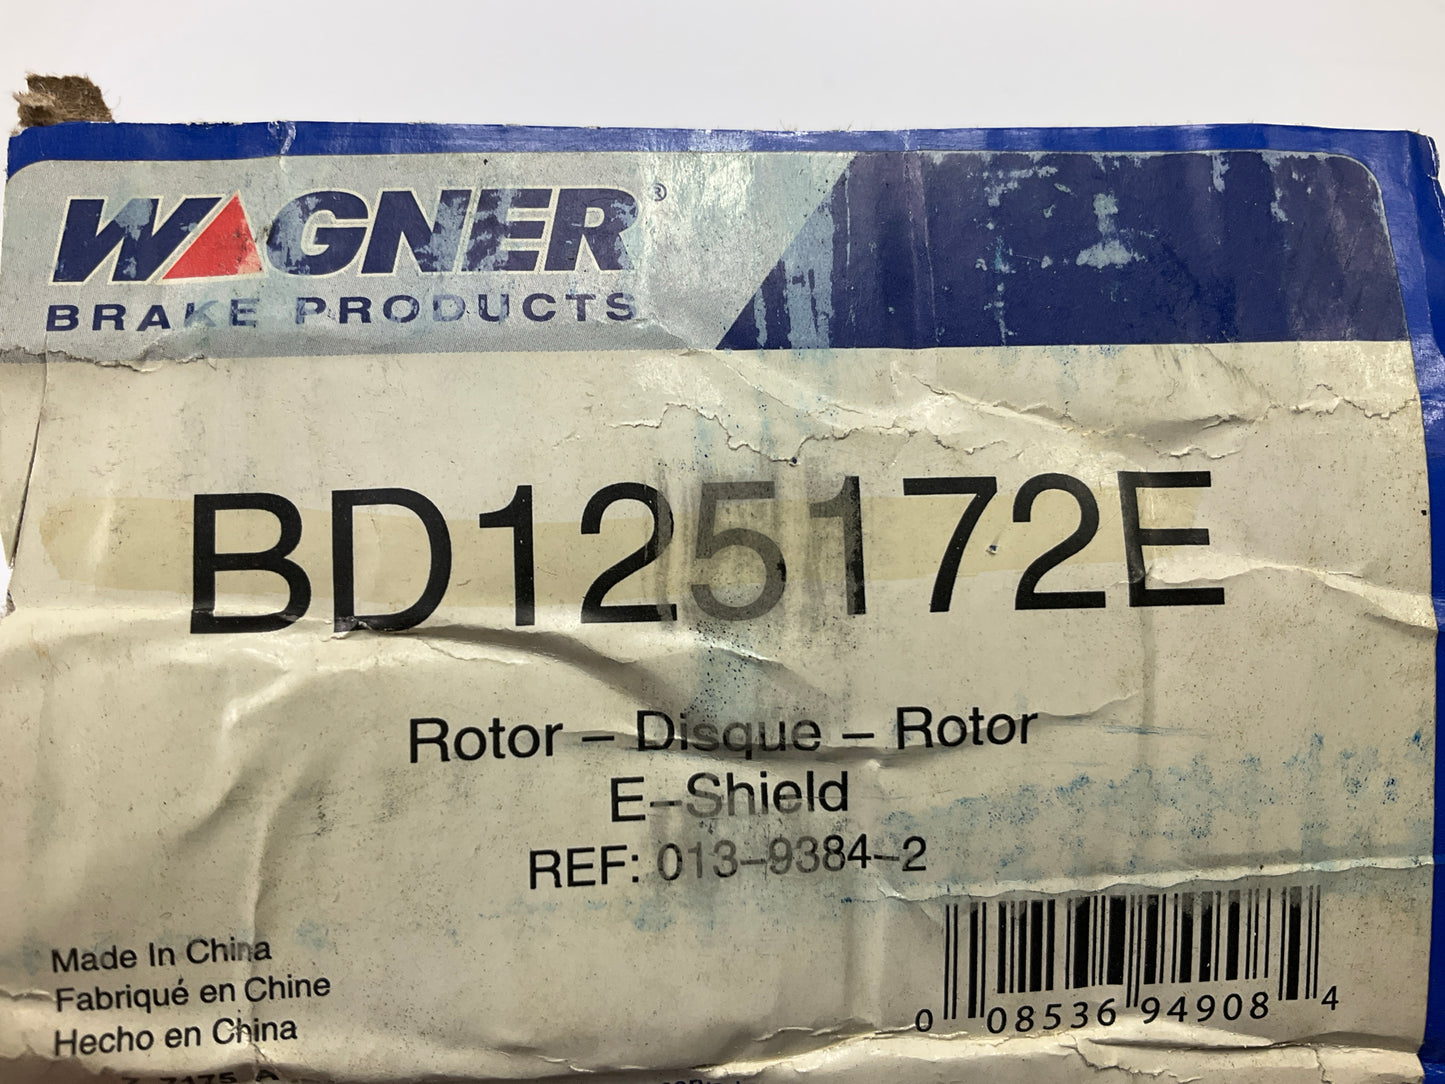 WAGNER®
BRAKE PRODUCTS
BD125172E
Rotor – Disque – Rotor
E–Shield
REF: 013–9384–2
Made In China
Fabriqué en Chine
Hecho en China
0 08536 94908 4